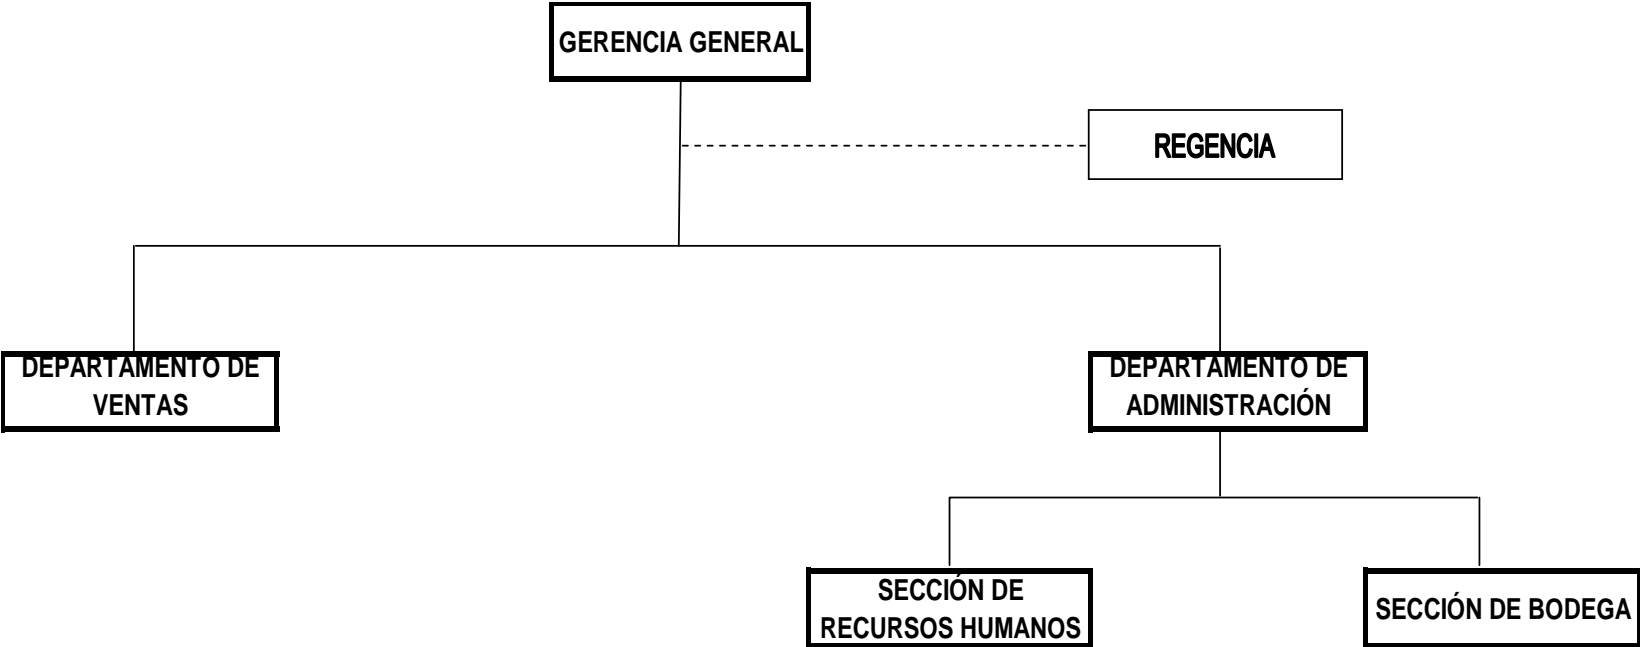 GERENCIA GENERAL
REGENCIA
DEPARTAMENTO DE
VENTAS
DEPARTAMENTO DE
ADMINISTRACIÓN
SECCIÓN DE
RECURSOS HUMANOS
SECCIÓN DE BODEGA